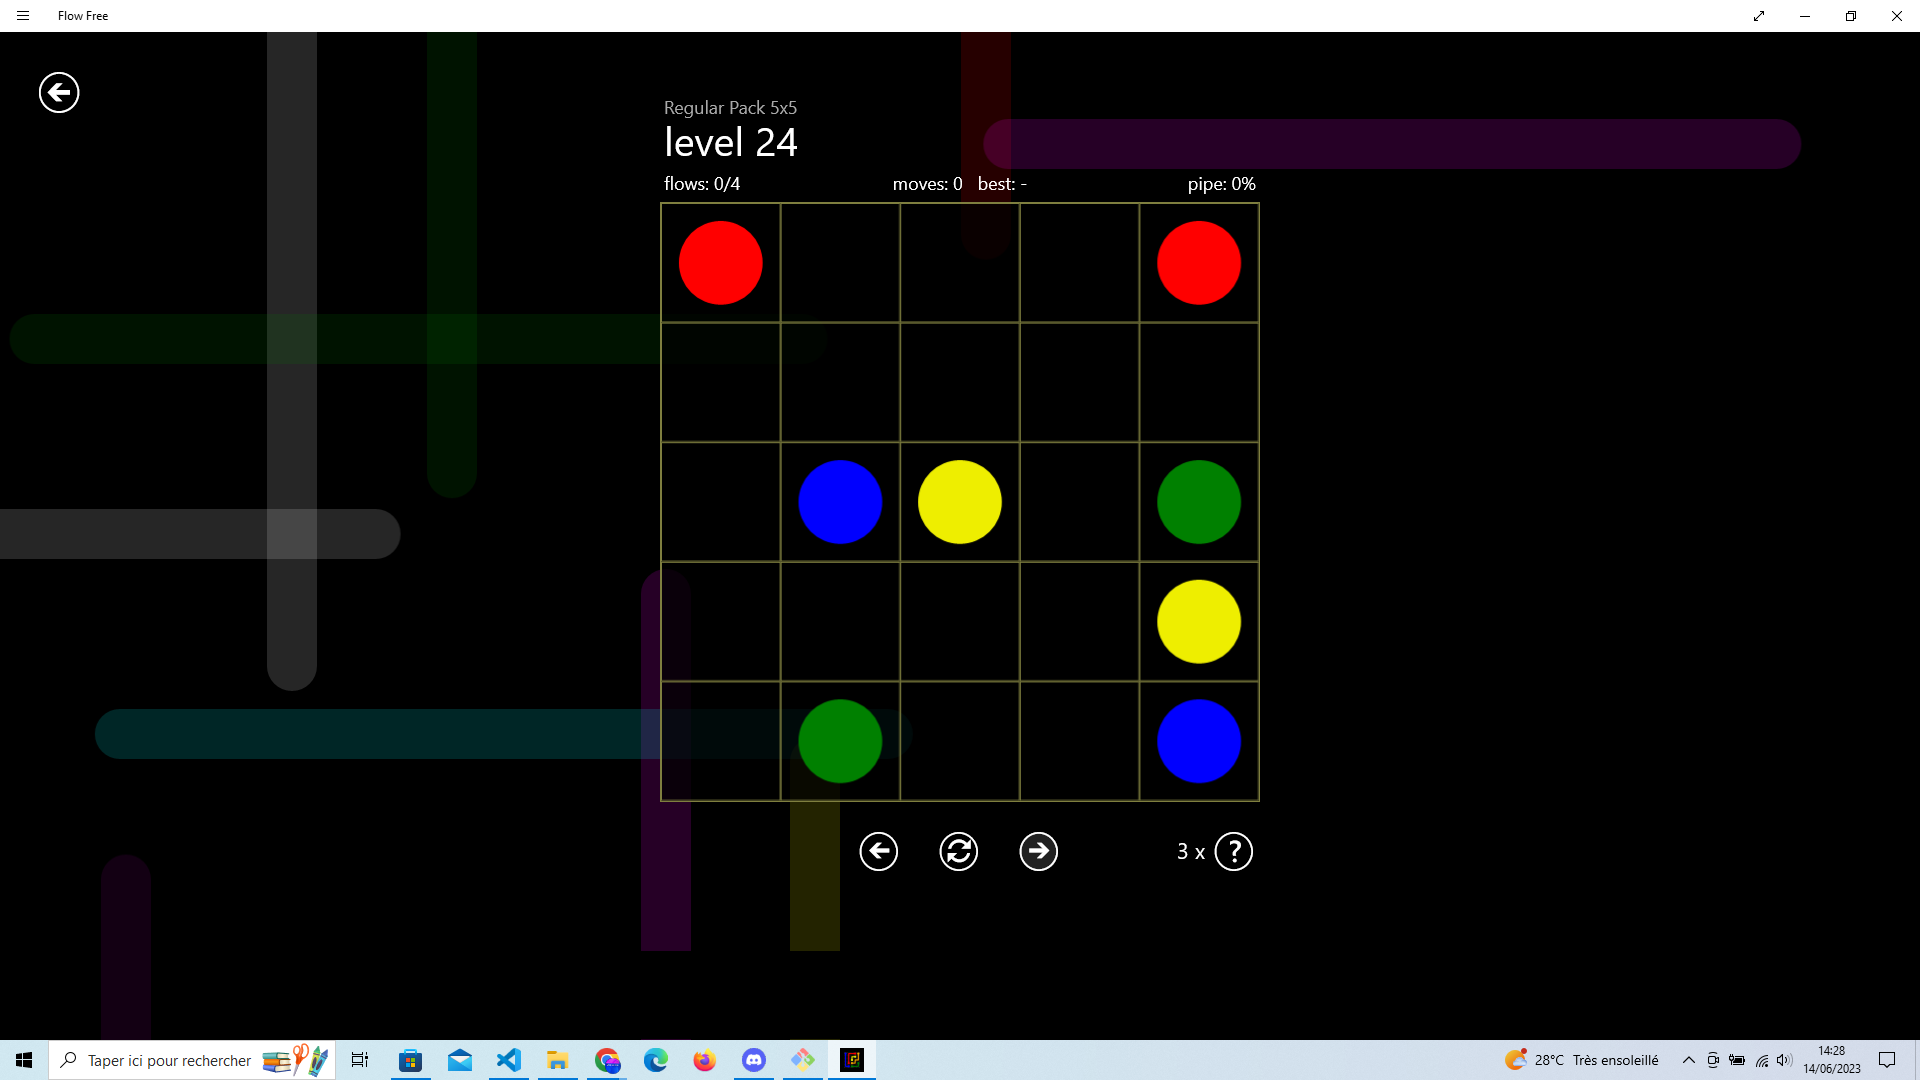 Flow Free
Regular Pack 5x5
level 24
flows: 0/4 moves: 0 best: - pipe: 0%
3 x ?
Taper ici pour rechercher
28°C Très ensoleillé
14:28
14/06/2023